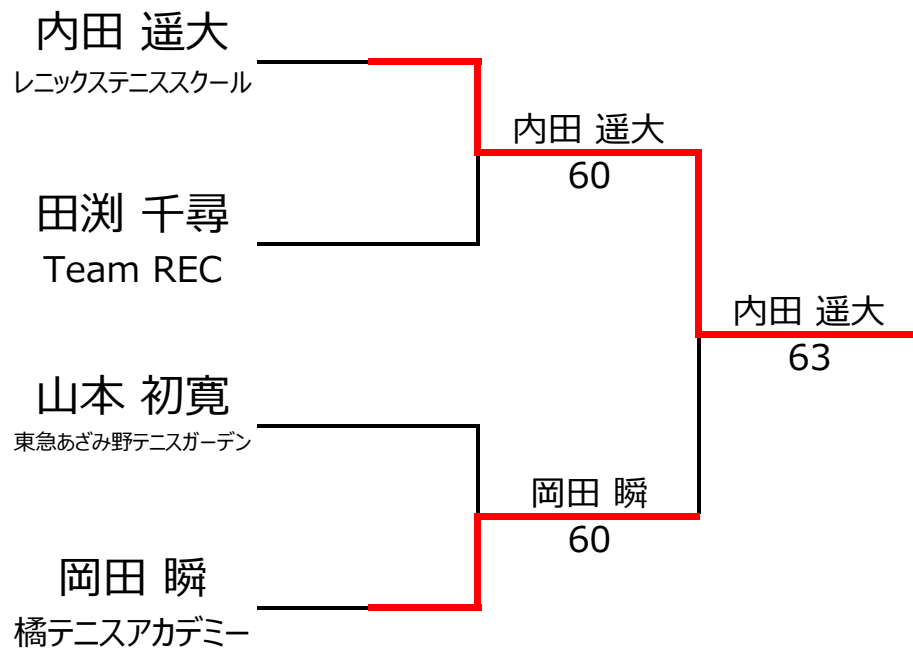 内田 遥大
レニックステニススクール
内田 遥大
60
田渕 千尋
Team REC
内田 遥大
63
山本 初寛
東急あざみ野テニスガーデン
岡田 瞬
60
岡田 瞬
橘テニスアカデミー